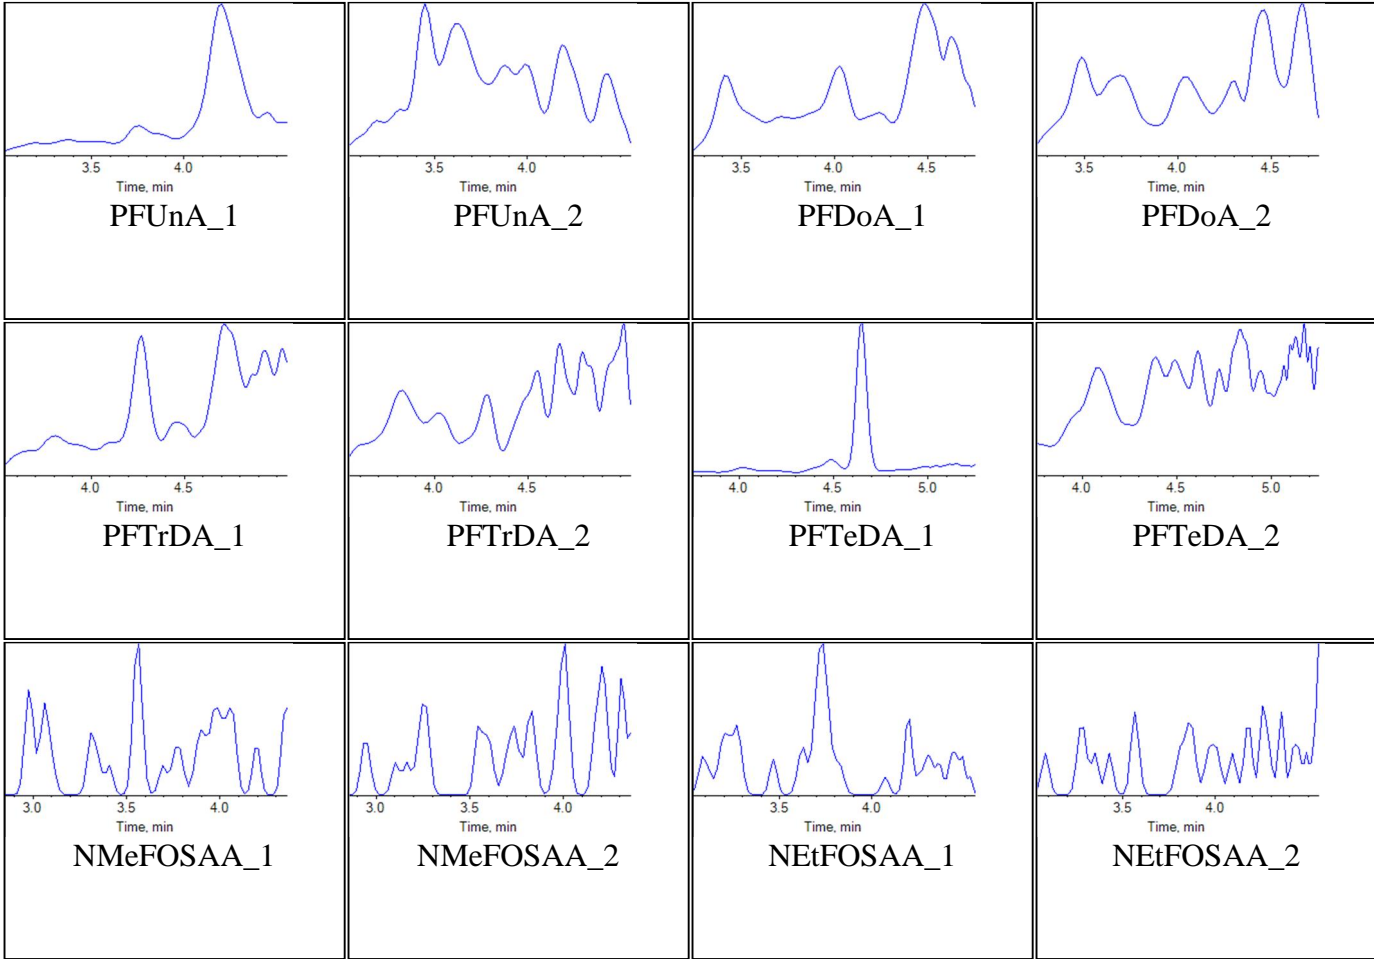 3.5 4.0
Time, min
PFUnA_1
3.5 4.0
Time, min
PFUnA_2
3.5 4.0 4.5
Time, min
PFDoA_1
3.5 4.0 4.5
Time, min
PFDoA_2
4.0 4.5
Time, min
PFTrDA_1
4.0 4.5
Time, min
PFTrDA_2
4.0 4.5 5.0
Time, min
PFTeDA_1
4.0 4.5 5.0
Time, min
PFTeDA_2
3.0 3.5 4.0
Time, min
NMeFOSAA_1
3.0 3.5 4.0
Time, min
NMeFOSAA_2
3.5 4.0
Time, min
NEtFOSAA_1
3.5 4.0
Time, min
NEtFOSAA_2